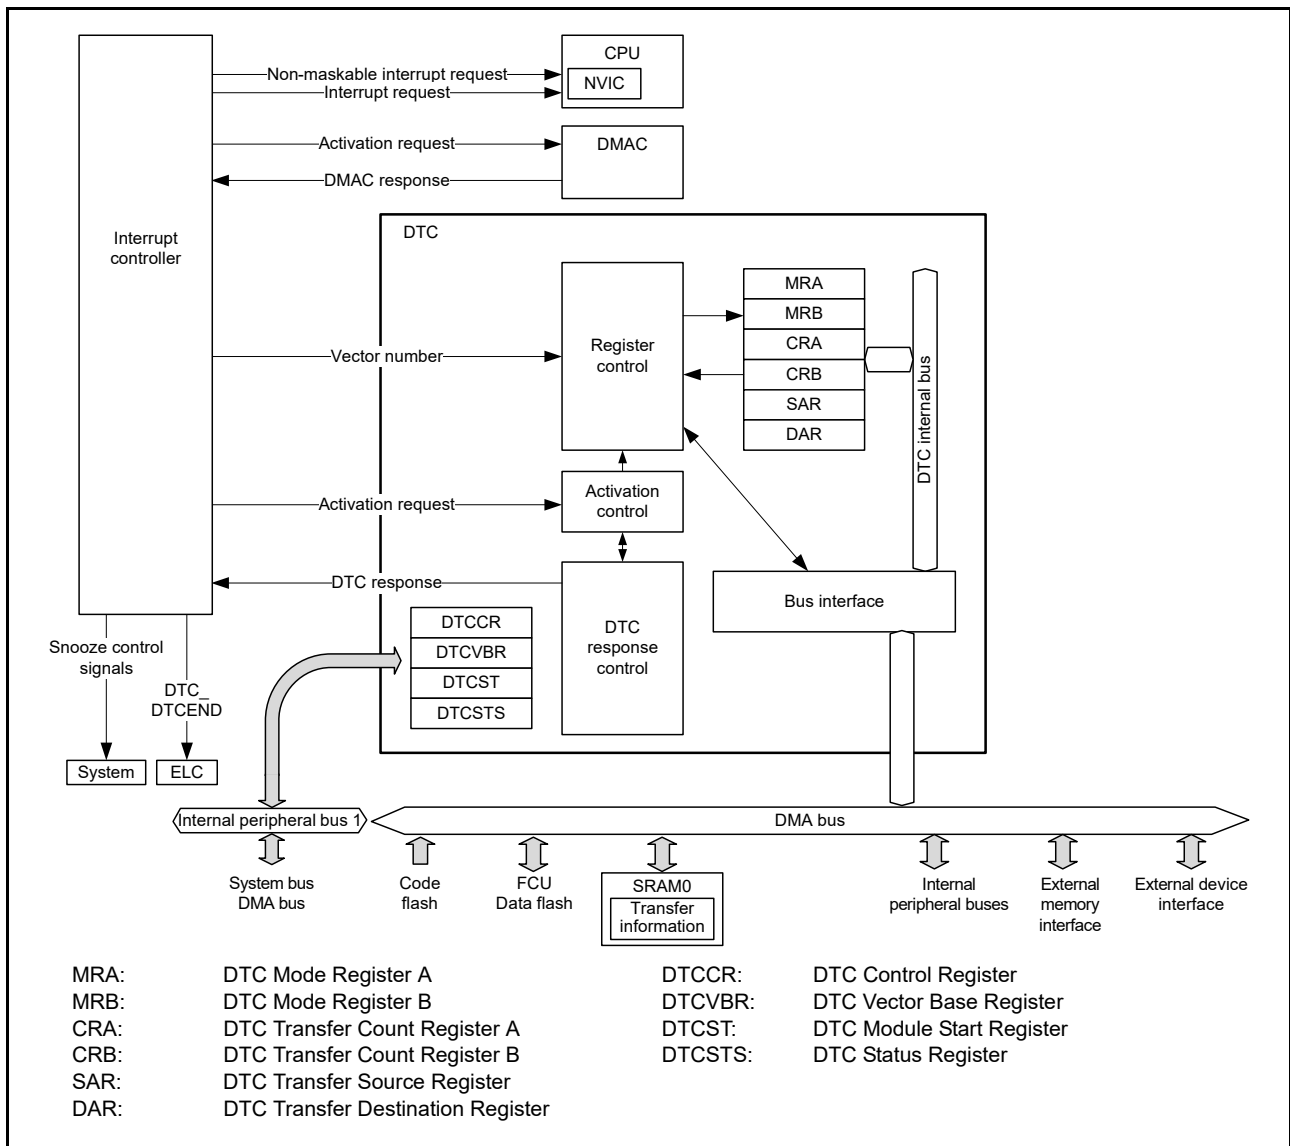 CPU
Non-maskable interrupt request
NVIC
Interrupt request
Activation request
DMAC
DMAC response
Interrupt
controller
DTC
MRA
MRB
CRA
CRB
SAR
DAR
Register
control
Vector number
DTC internal bus
Activation request
Activation
control
DTC response
Bus interface
DTCCR
DTCVBR
DTCST
DTCSTS
DTC
response
control
Snooze control
signals
DTC_
DTCEND
System
ELC
Internal peripheral bus 1
DMA bus
System bus
DMA bus
Code
flash
FCU
Data flash
SRAM0
Transfer
information
Internal
peripheral buses
External
memory
interface
External device
interface
MRA: DTC Mode Register A
MRB: DTC Mode Register B
CRA: DTC Transfer Count Register A
CRB: DTC Transfer Count Register B
SAR: DTC Transfer Source Register
DAR: DTC Transfer Destination Register
DTCCR: DTC Control Register
DTCVBR: DTC Vector Base Register
DTCST: DTC Module Start Register
DTCSTS: DTC Status Register